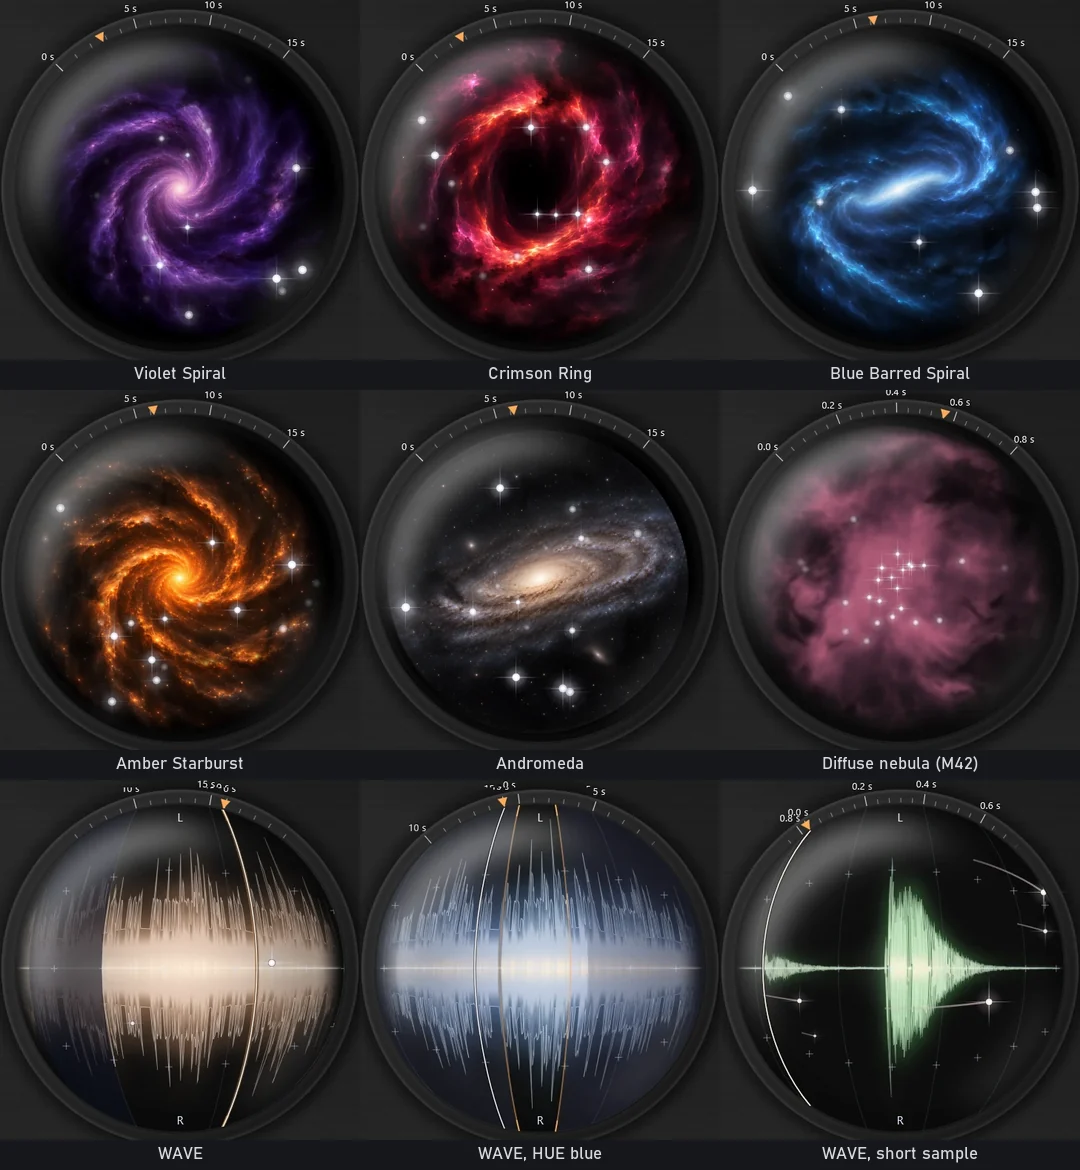 0 s 5 s 10 s 15 s
0 s 5 s 10 s 15 s
0 s 5 s 10 s 15 s
Violet Spiral
Crimson Ring
Blue Barred Spiral
0 s 5 s 10 s 15 s
0 s 5 s 10 s 15 s
0.0 s 0.2 s 0.4 s 0.6 s 0.8 s
Amber Starburst
Andromeda
Diffuse nebula (M42)
10 s
L
R
10 s 5 s
L
R
0.0 s 0.2 s 0.4 s 0.6 s
L
R
WAVE
WAVE, HUE blue
WAVE, short sample